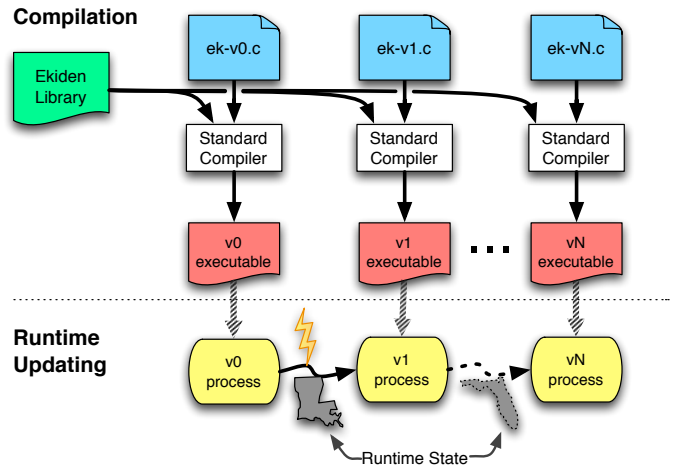 Compilation
ek-v0.c
ek-v1.c
ek-vN.c
Ekiden
Library
Standard
Compiler
Standard
Compiler
Standard
Compiler
v0
executable
v1
executable
...
vN
executable
Runtime
Updating
v0
process
v1
process
vN
process
Runtime State